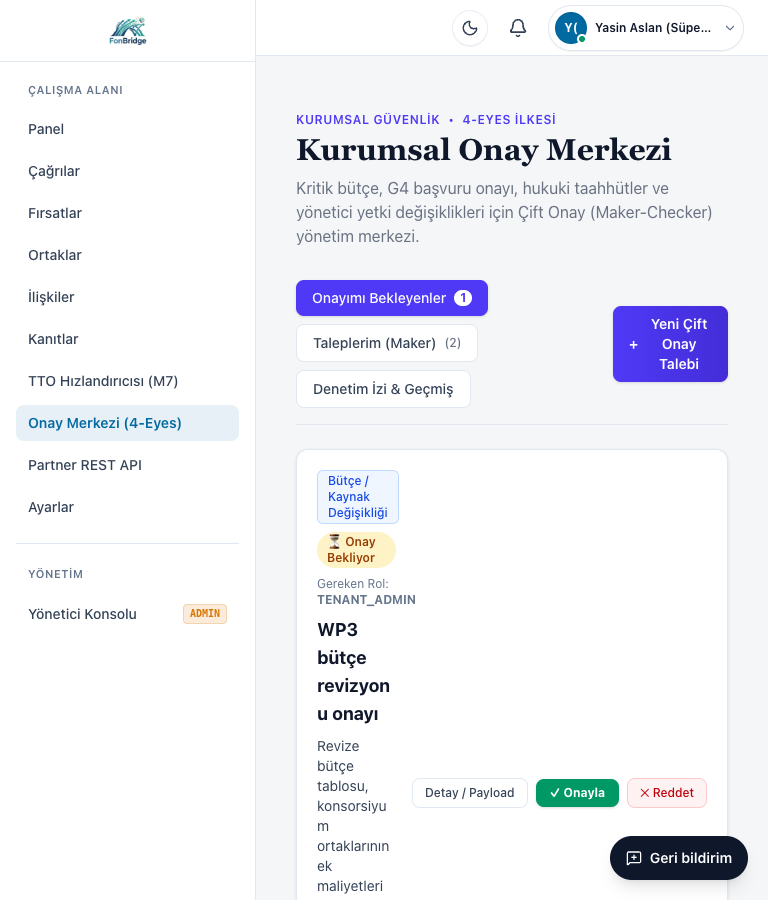 FonBridge
Y(
Yasin Aslan (Süpe...
ÇALIŞMA ALANI
Panel
Çağrılar
Fırsatlar
Ortaklar
İlişkiler
Kanıtlar
TTO Hızlandırıcısı (M7)
Onay Merkezi (4-Eyes)
Partner REST API
Ayarlar
YÖNETİM
Yönetici Konsolu
ADMIN
KURUMSAL GÜVENLİK • 4-EYES İLKESİ
Kurumsal Onay Merkezi
Kritik bütçe, G4 başvuru onayı, hukuki taahhütler ve
yönetici yetki değişiklikleri için Çift Onay (Maker-Checker)
yönetim merkezi.
Onayımı Bekleyenler 1
Taleplerim (Maker) (2)
Denetim İzi & Geçmiş
+ Yeni Çift
Onay
Talebi
Bütçe /
Kaynak
Değişikliği
⏳ Onay
Bekliyor
Gereken Rol:
TENANT_ADMIN
WP3
bütçe
revizyon
u onayı
Revize
bütçe
tablosu,
konsorsiyu
m
ortaklarının
ek
maliyetleri
Detay / Payload
✓ Onayla
✕ Reddet
Geri bildirim